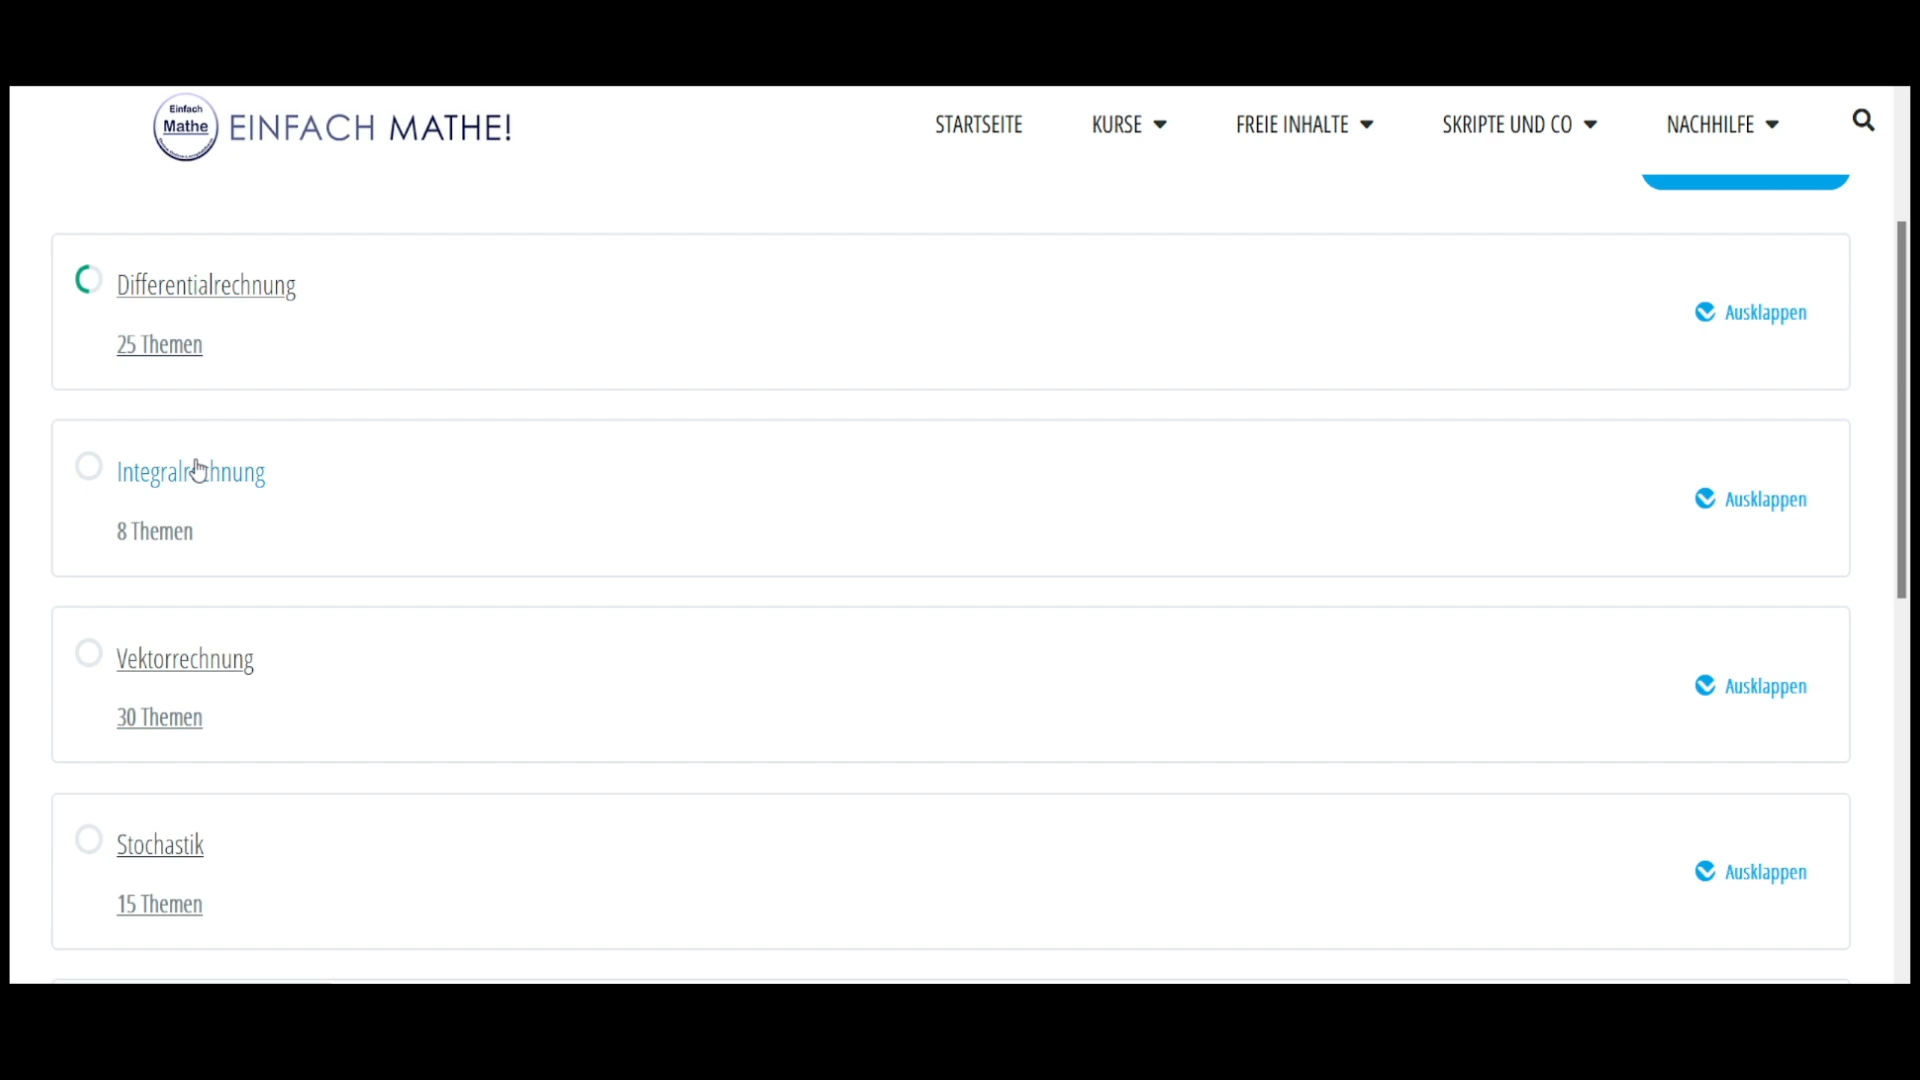 Einfach
Mathe
EINFACH MATHE!
STARTSEITE
KURSE
FREIE INHALTE
SKRIPTE UND CO
NACHHILFE
Differentialrechnung
25 Themen
Ausklappen
Integralrechnung
8 Themen
Ausklappen
Vektorrechnung
30 Themen
Ausklappen
Stochastik
15 Themen
Ausklappen